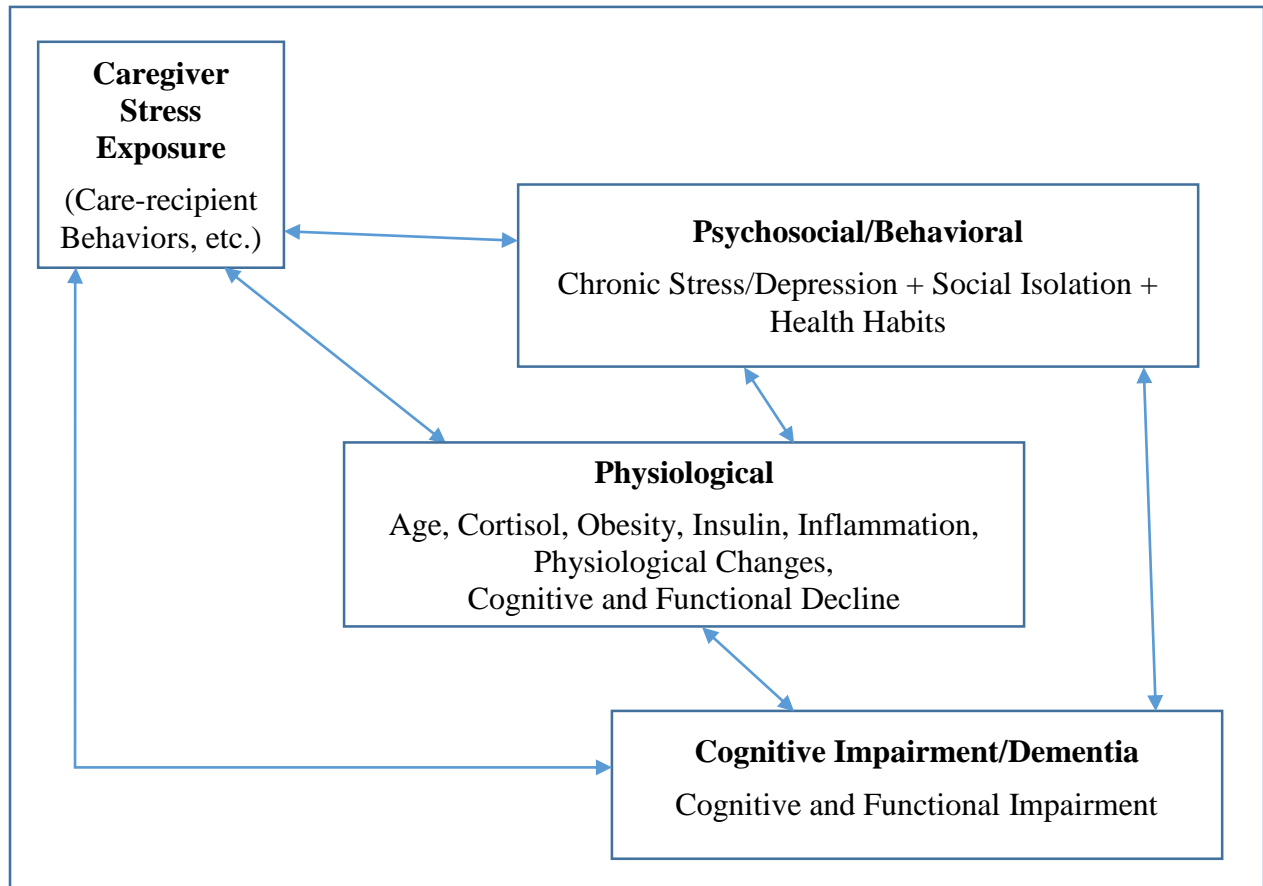 Caregiver
Stress
Exposure
(Care-recipient
Behaviors, etc.)
Psychosocial/Behavioral
Chronic Stress/Depression + Social Isolation +
Health Habits
Physiological
Age, Cortisol, Obesity, Insulin, Inflammation,
Physiological Changes,
Cognitive and Functional Decline
Cognitive Impairment/Dementia
Cognitive and Functional Impairment